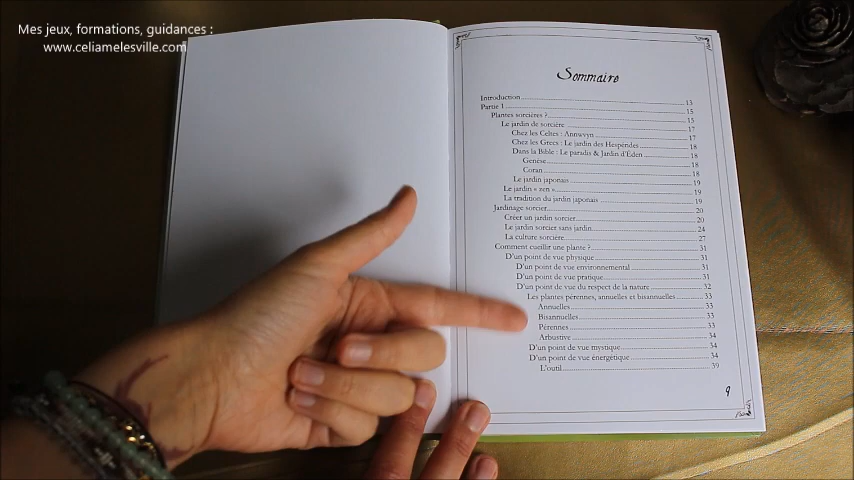 Mes jeux, formations, guidances :
www.celiamelesville.com
Sommaire
Introduction 13
Partie 1 15
Plantes sorcières ? 15
Le jardin de sorcière 17
Chez les Celtes : Annwvyn 17
Chez les Grecs : Le jardin des Hespérides 18
Dans la Bible : Le paradis & Jardin d'Éden 18
Genèse 18
Coran 18
Le jardin japonais 19
Le jardin « zen » 19
La tradition du jardin japonais 19
Jardinage sorcier 20
Créer un jardin sorcier 20
Le jardin sorcier sans jardin 24
La culture sorcière 27
Comment cueillir une plante ? 31
D'un point de vue physique 31
D'un point de vue environnemental 31
D'un point de vue pratique 31
D'un point de vue du respect de la nature 32
Les plantes pérennes, annuelles et bisannuelles 33
Annuelles 33
Bisannuelles 33
Pérennes 33
Arbustive 34
D'un point de vue mystique 34
D'un point de vue énergétique 34
L'outil 39
9